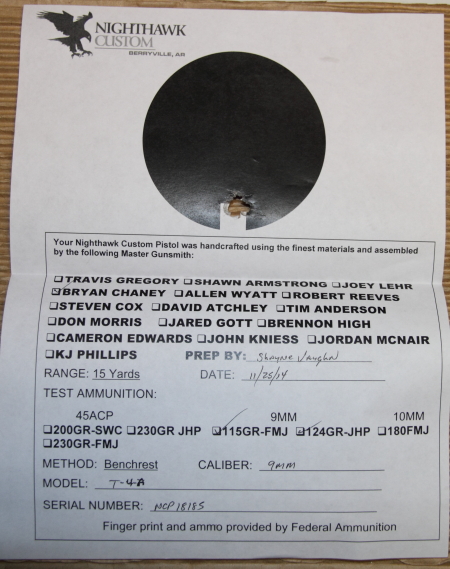 NIGHTHAWK
CUSTOM
BERRYVILLE, AR
Your Nighthawk Custom Pistol was handcrafted using the finest materials and assembled
by the following Master Gunsmith:
☐TRAVIS GREGORY ☐SHAWN ARMSTRONG ☐JOEY LEHR
☑BRYAN CHANEY ☐ALLEN WYATT ☐ROBERT REEVES
☐STEVEN COX ☐DAVID ATCHLEY ☐TIM ANDERSON
☐DON MORRIS ☐JARED GOTT ☐BRENNON HIGH
☐CAMERON EDWARDS ☐JOHN KNIESS ☐JORDAN MCNAIR
☐KJ PHILLIPS PREP BY: Shayne Vaughn
RANGE: 15 Yards DATE: 11/25/14
TEST AMMUNITION:
45ACP 9MM 10MM
☐200GR-SWC ☐230GR JHP ☑115GR-FMJ ☑124GR-JHP ☐180FMJ
☐230GR-FMJ
METHOD: Benchrest CALIBER: 9mm
MODEL: T-4-A
SERIAL NUMBER: NCP18185
Finger print and ammo provided by Federal Ammunition